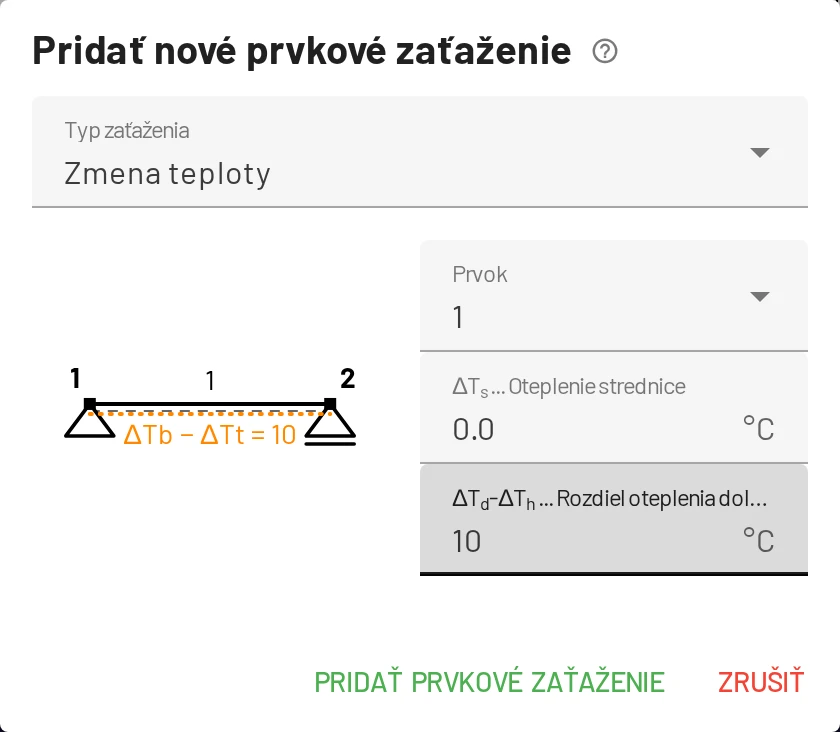 Pridať nové prvkové zaťaženie ?
Typ zaťaženia
Zmena teploty
Prvok
1
1 1 2
ΔTb − ΔTt = 10
ΔTs ... Oteplenie strednice
0.0 °C
ΔTd-ΔTh ... Rozdiel oteplenia dol...
10 °C
PRIDAŤ PRVKOVÉ ZAŤAŽENIE ZRUŠIŤ